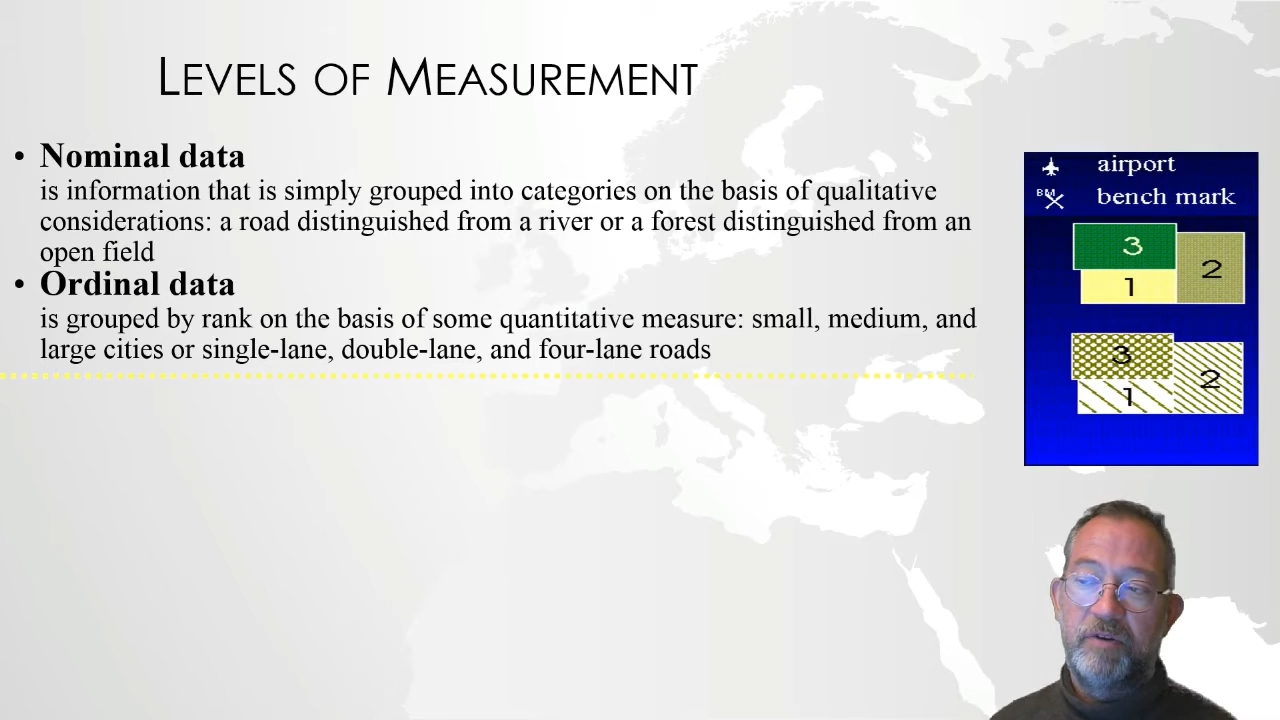 LEVELS OF MEASUREMENT
• Nominal data
is information that is simply grouped into categories on the basis of qualitative
considerations: a road distinguished from a river or a forest distinguished from an
open field
• Ordinal data
is grouped by rank on the basis of some quantitative measure: small, medium, and
large cities or single-lane, double-lane, and four-lane roads
airport
BM
bench mark
3
2
1
3
2
1